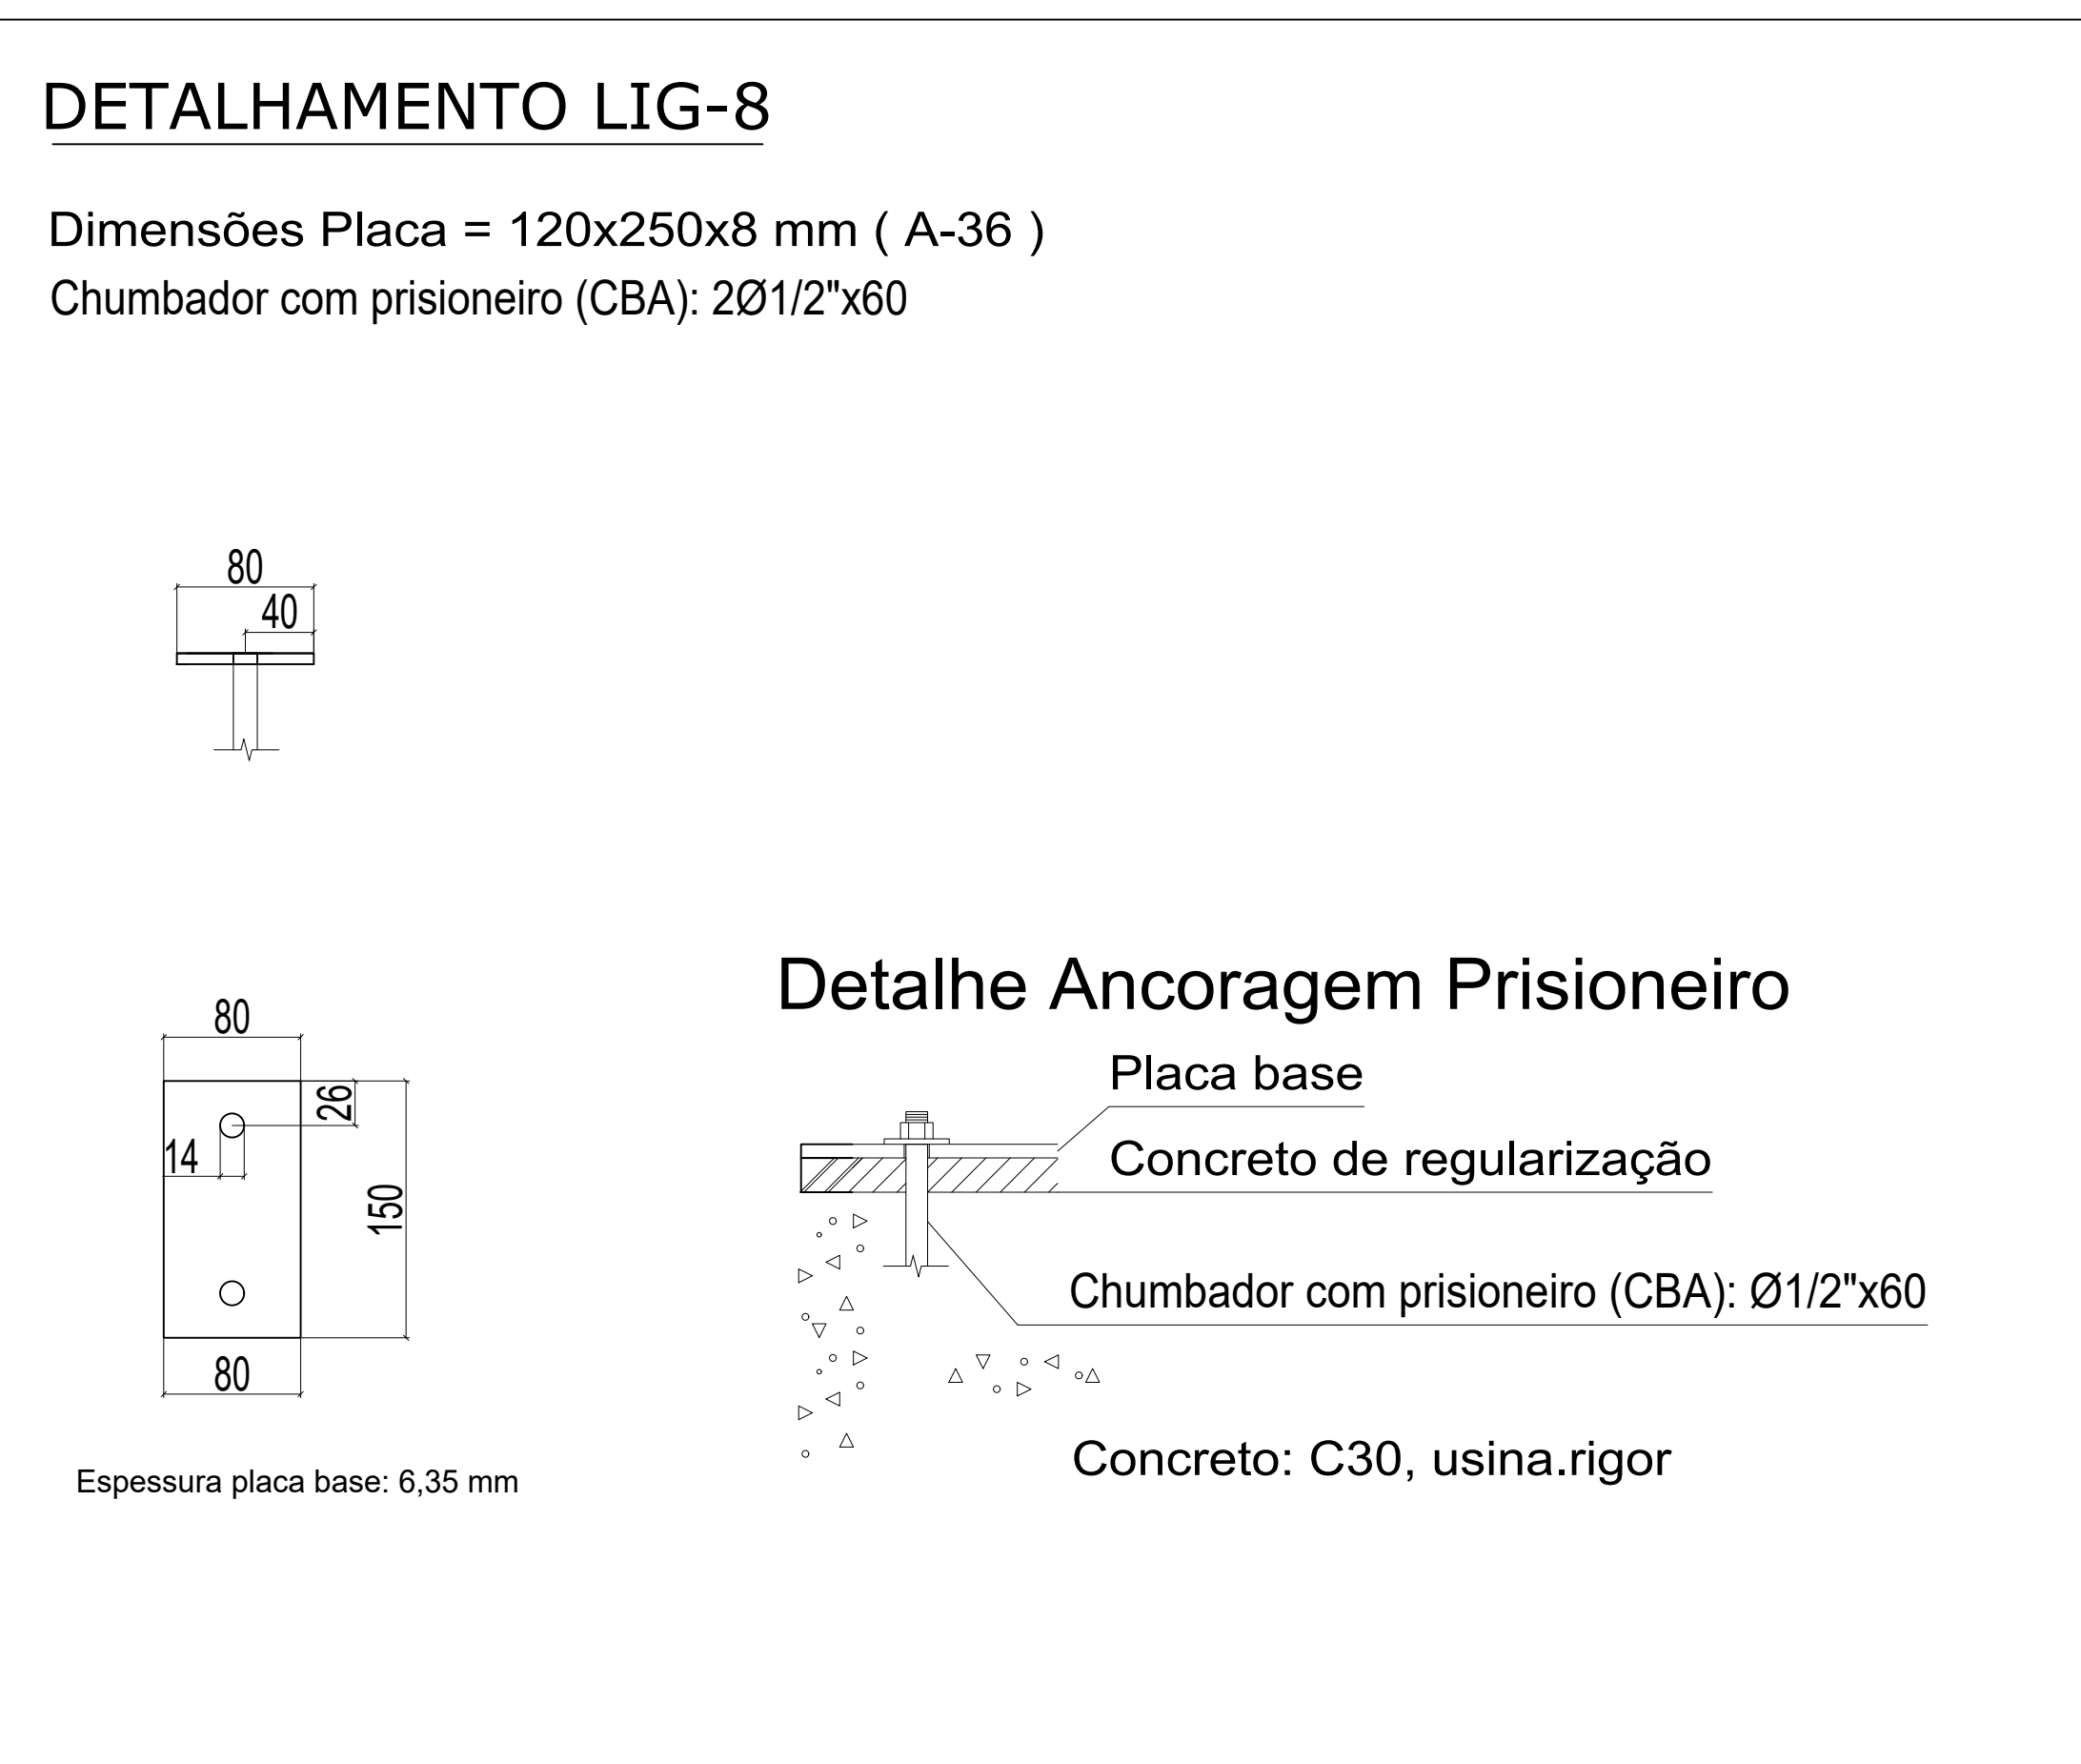 DETALHAMENTO LIG-8
Dimensões Placa = 120x250x8 mm ( A-36 )
Chumbador com prisioneiro (CBA): 2Ø1/2"x60
80
40
80
26
14
150
80
Espessura placa base: 6,35 mm
Detalhe Ancoragem Prisioneiro
Placa base
Concreto de regularização
Chumbador com prisioneiro (CBA): Ø1/2"x60
Concreto: C30, usina.rigor